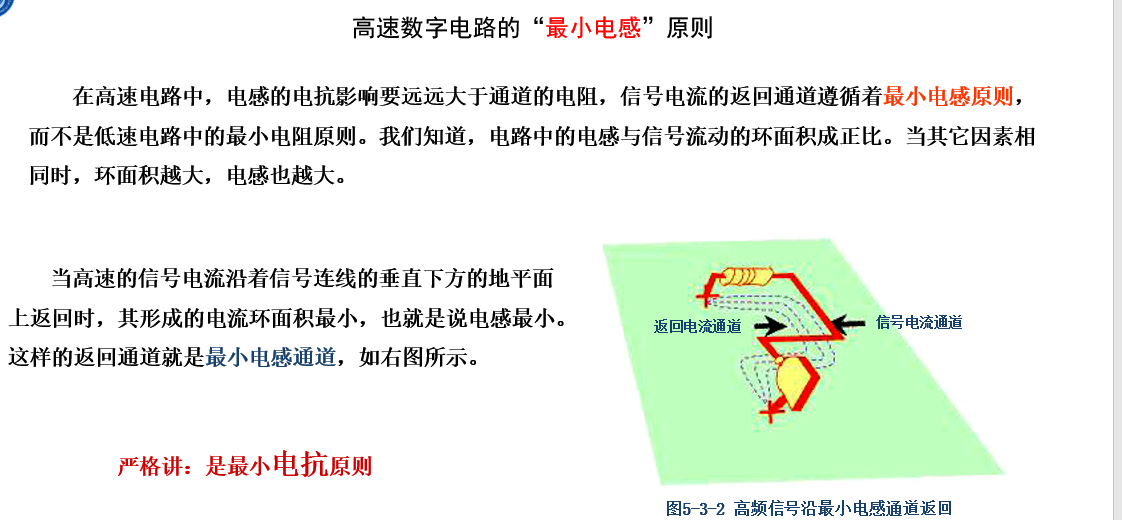 高速数字电路的“最小电感”原则
在高速电路中，电感的电抗影响要远远大于通道的电阻，信号电流的返回通道遵循着最小电感原则，
而不是低速电路中的最小电阻原则。我们知道，电路中的电感与信号流动的环面积成正比。当其它因素相
同时，环面积越大，电感也越大。
当高速的信号电流沿着信号连线的垂直下方的地平面
上返回时，其形成的电流环面积最小，也就是说电感最小。
这样的返回通道就是最小电感通道，如右图所示。
返回电流通道
信号电流通道
严格讲：是最小电抗原则
图5-3-2 高频信号沿最小电感通道返回